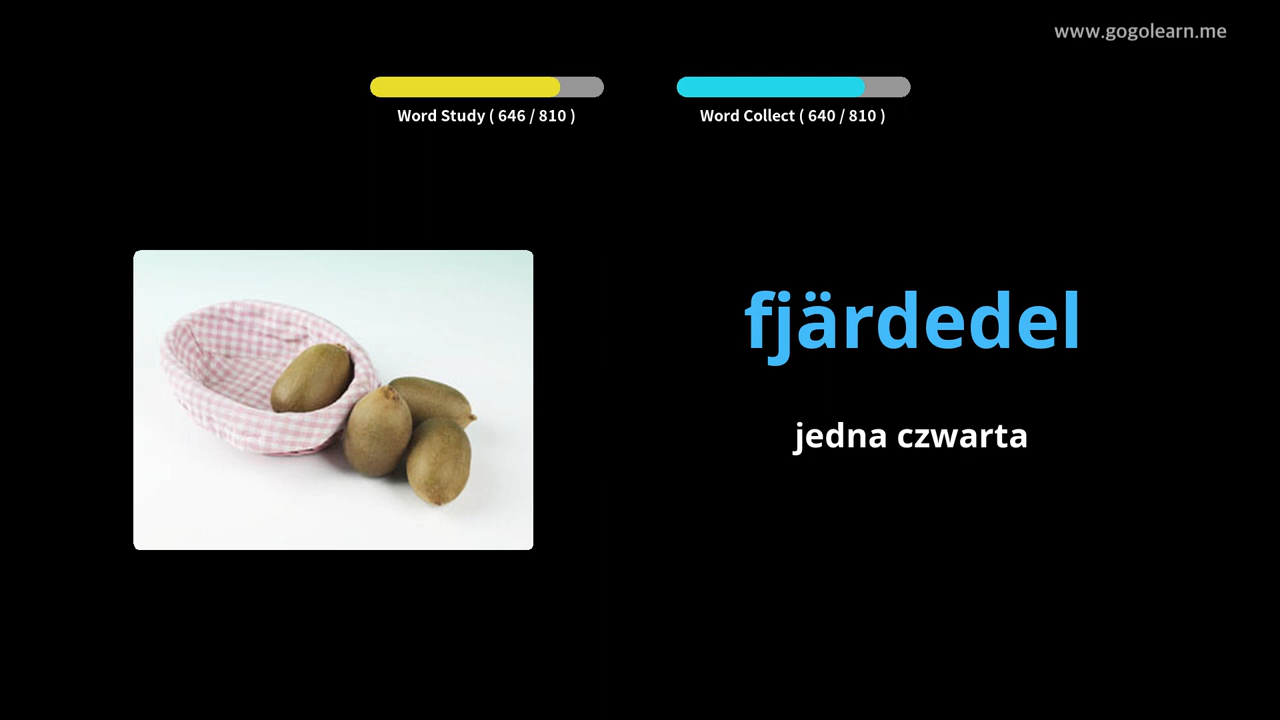 www.gogolearn.me
Word Study ( 646 / 810 )
Word Collect ( 640 / 810 )
fjärdedel
jedna czwarta